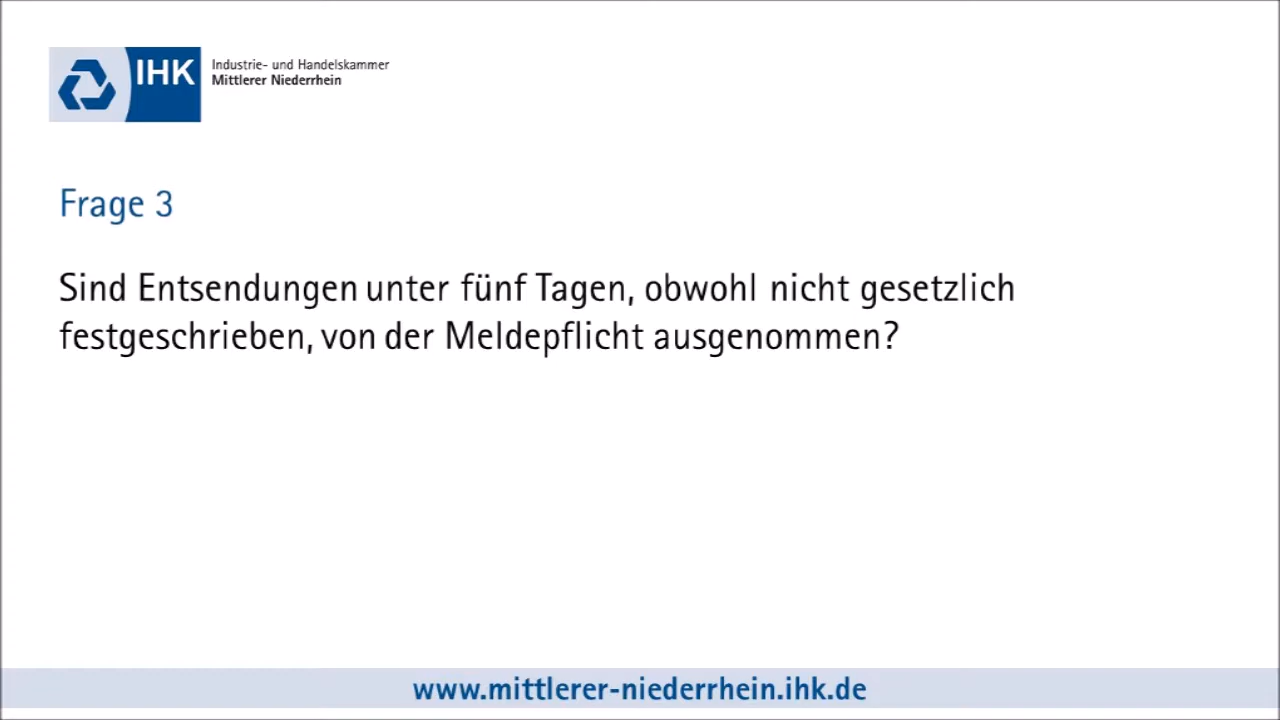 IHK
Industrie- und Handelskammer
Mittlerer Niederrhein
Frage 3
Sind Entsendungen unter fünf Tagen, obwohl nicht gesetzlich
festgeschrieben, von der Meldepflicht ausgenommen?
www.mittlerer-niederrhein.ihk.de